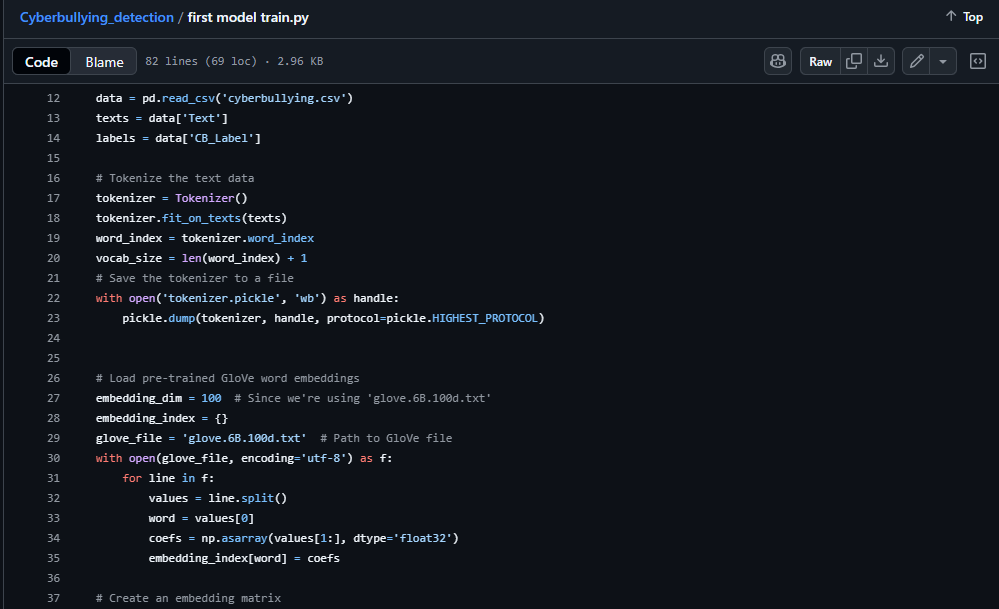 Cyberbullying_detection / first model train.py ↑ Top
Code Blame 82 lines (69 loc) · 2.96 KB Raw
12 data = pd.read_csv('cyberbullying.csv')
13 texts = data['Text']
14 labels = data['CB_Label']
15
16 # Tokenize the text data
17 tokenizer = Tokenizer()
18 tokenizer.fit_on_texts(texts)
19 word_index = tokenizer.word_index
20 vocab_size = len(word_index) + 1
21 # Save the tokenizer to a file
22 with open('tokenizer.pickle', 'wb') as handle:
23     pickle.dump(tokenizer, handle, protocol=pickle.HIGHEST_PROTOCOL)
24
25
26 # Load pre-trained GloVe word embeddings
27 embedding_dim = 100  # Since we're using 'glove.6B.100d.txt'
28 embedding_index = {}
29 glove_file = 'glove.6B.100d.txt'  # Path to GloVe file
30 with open(glove_file, encoding='utf-8') as f:
31     for line in f:
32         values = line.split()
33         word = values[0]
34         coefs = np.asarray(values[1:], dtype='float32')
35         embedding_index[word] = coefs
36
37 # Create an embedding matrix